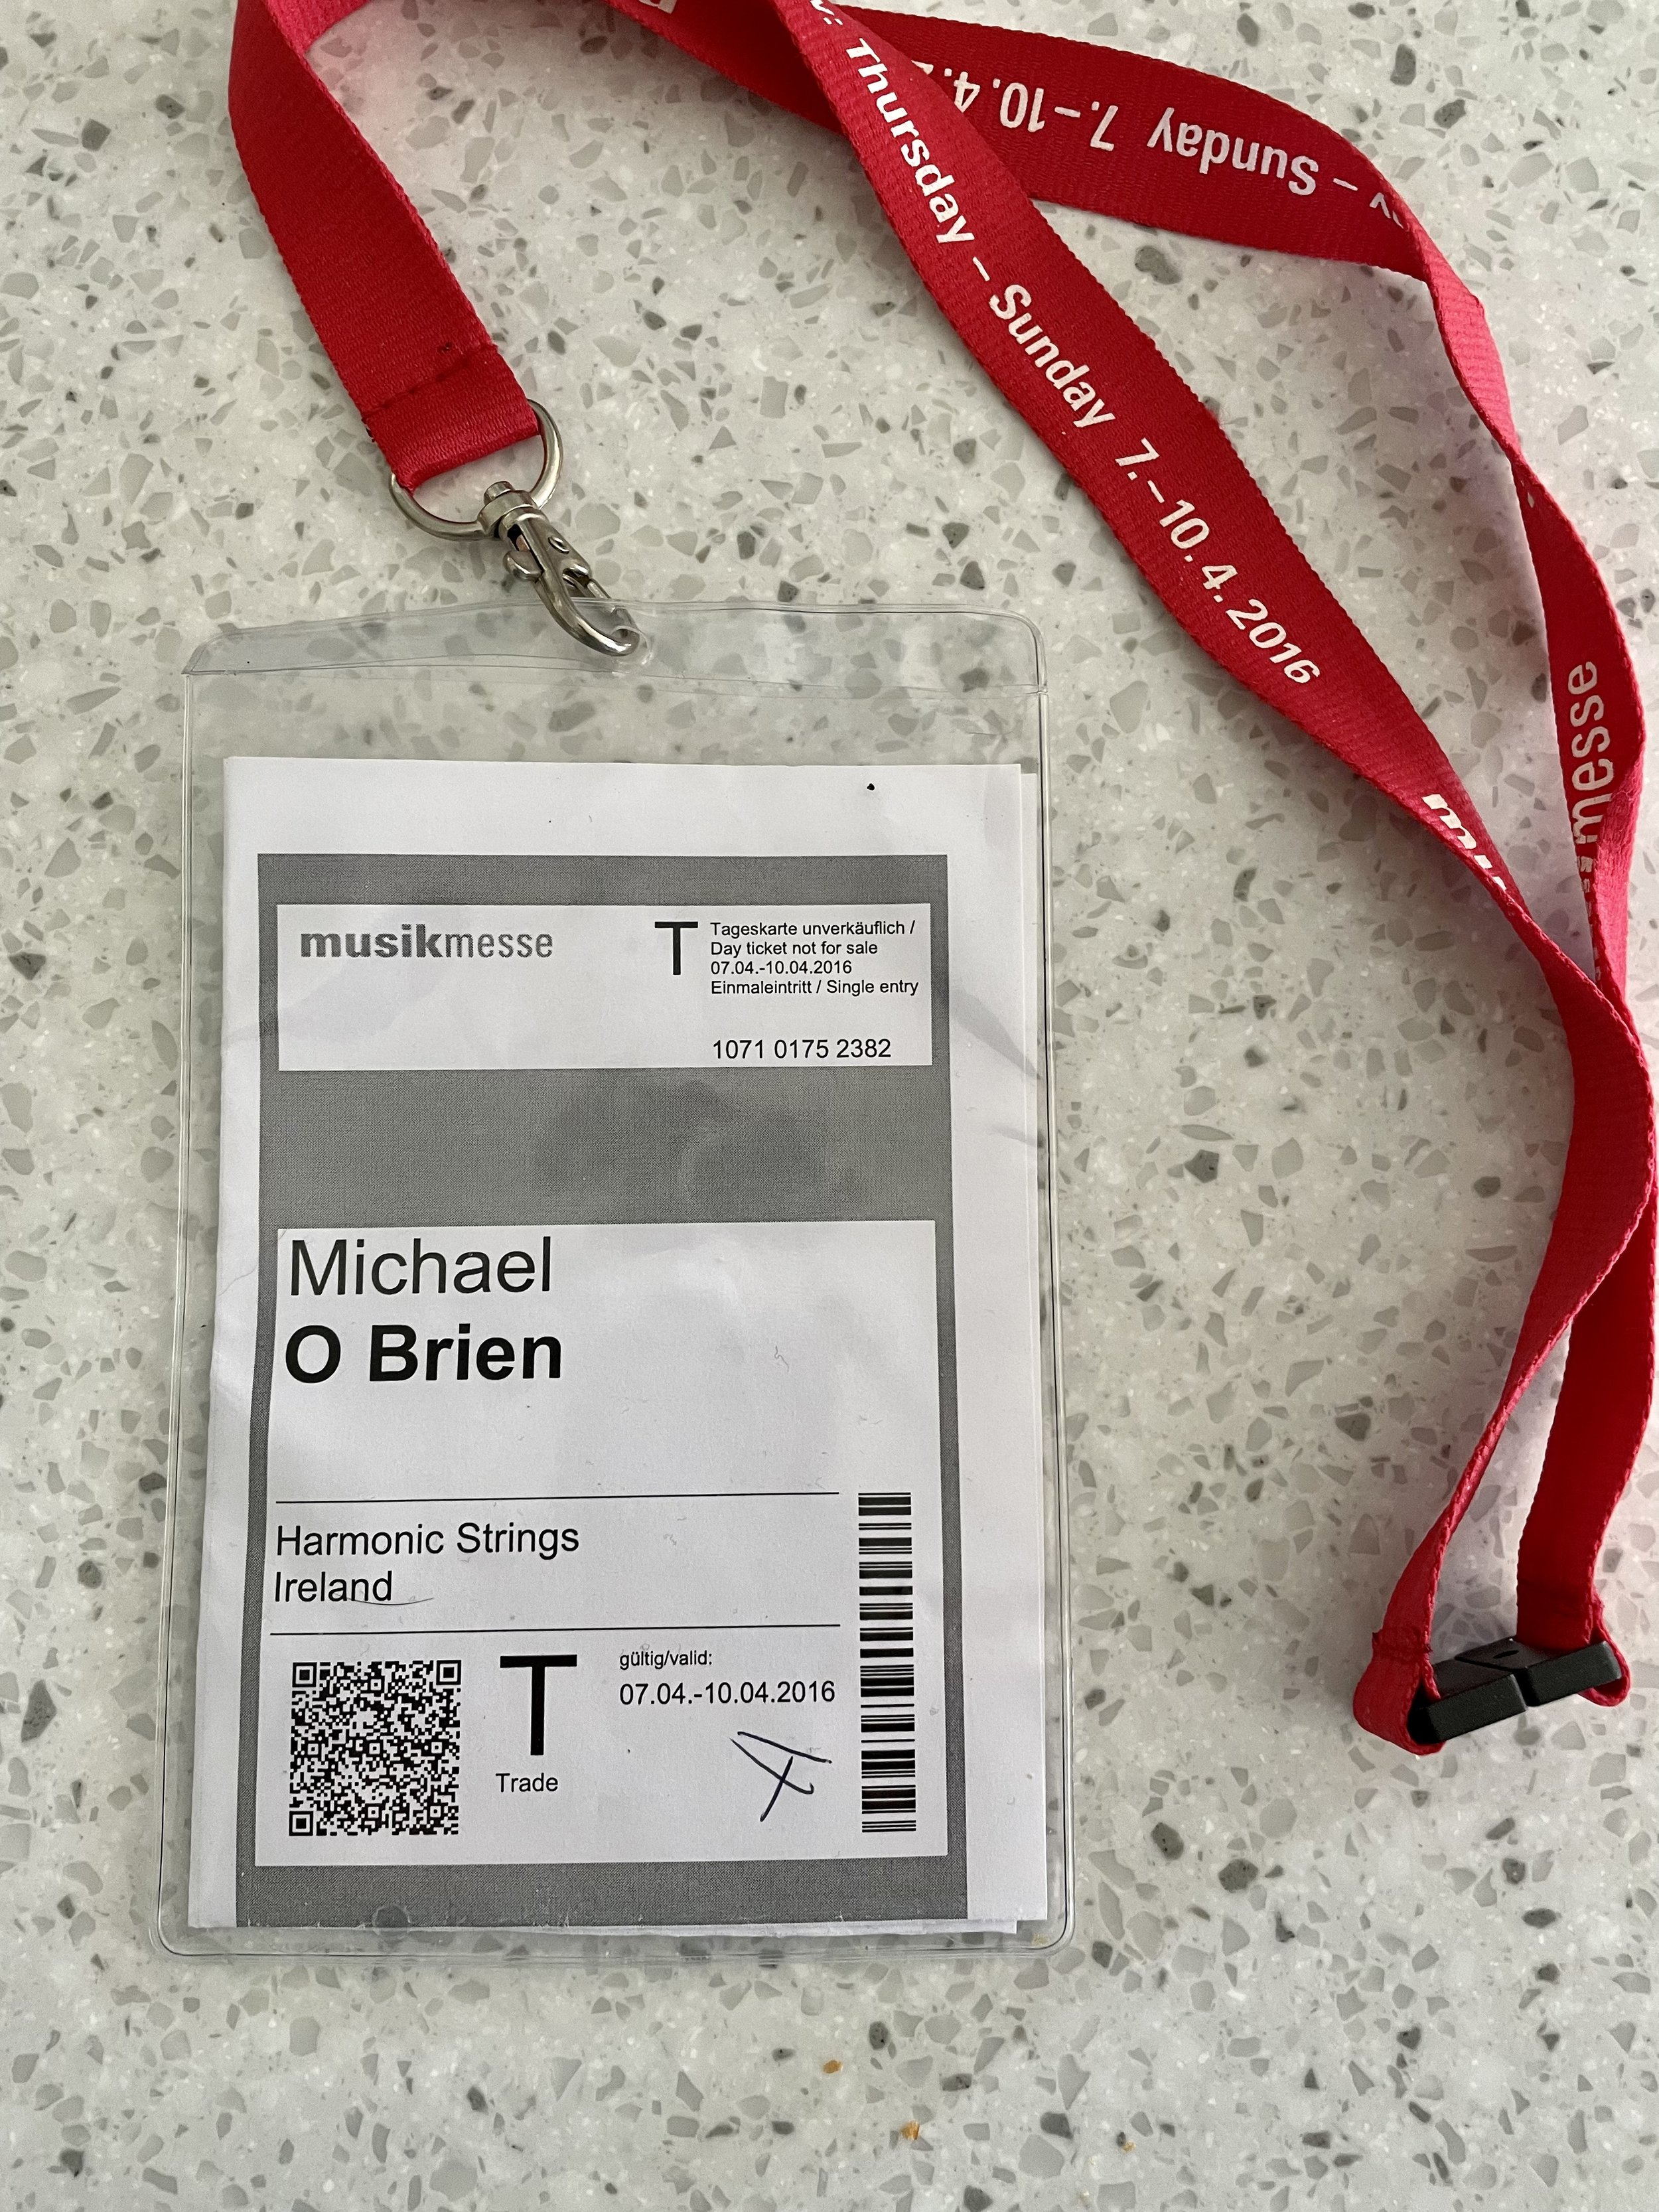 Thursday – Sunday 7.–10.4.2016
Sunday 7.–10.4.
messe
musikmesse
T
Tageskarte unverkäuflich /
Day ticket not for sale
07.04.-10.04.2016
Einmaleintritt / Single entry
1071 0175 2382
Michael
O Brien
Harmonic Strings
Ireland
T
Trade
gültig/valid:
07.04.-10.04.2016